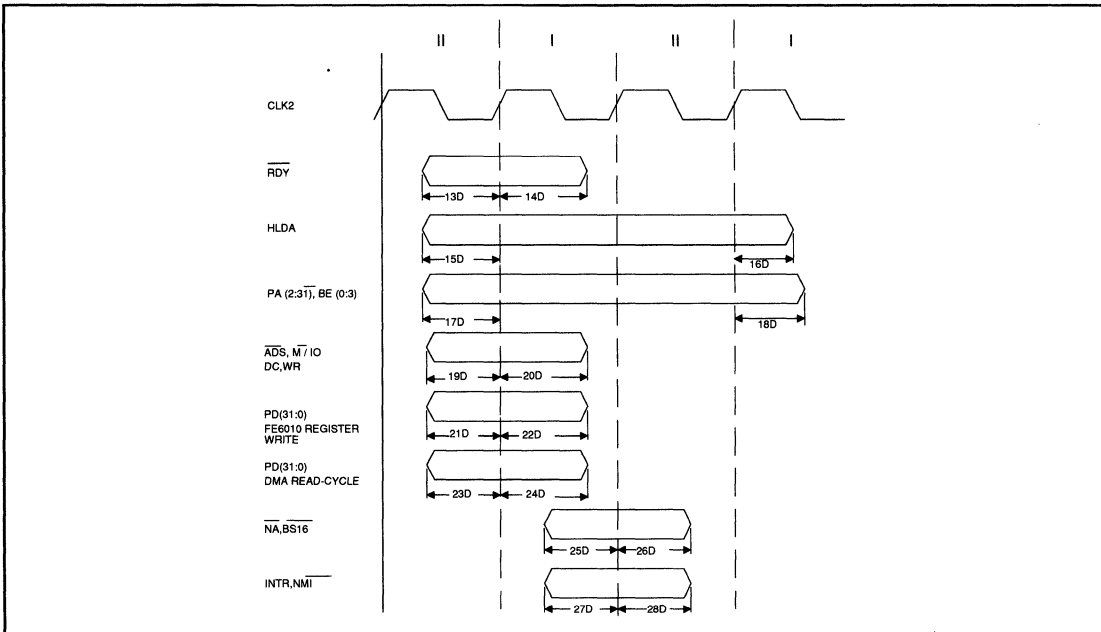 II I II I
CLK2
RDY
13D 14D
HLDA
15D 16D
PA (2:31), BE (0:3)
17D 18D
ADS, M / IO
DC,WR
19D 20D
PD(31:0)
FE6010 REGISTER
WRITE
21D 22D
PD(31:0)
DMA READ-CYCLE
23D 24D
NA,BS16
25D 26D
INTR,NMI
27D 28D